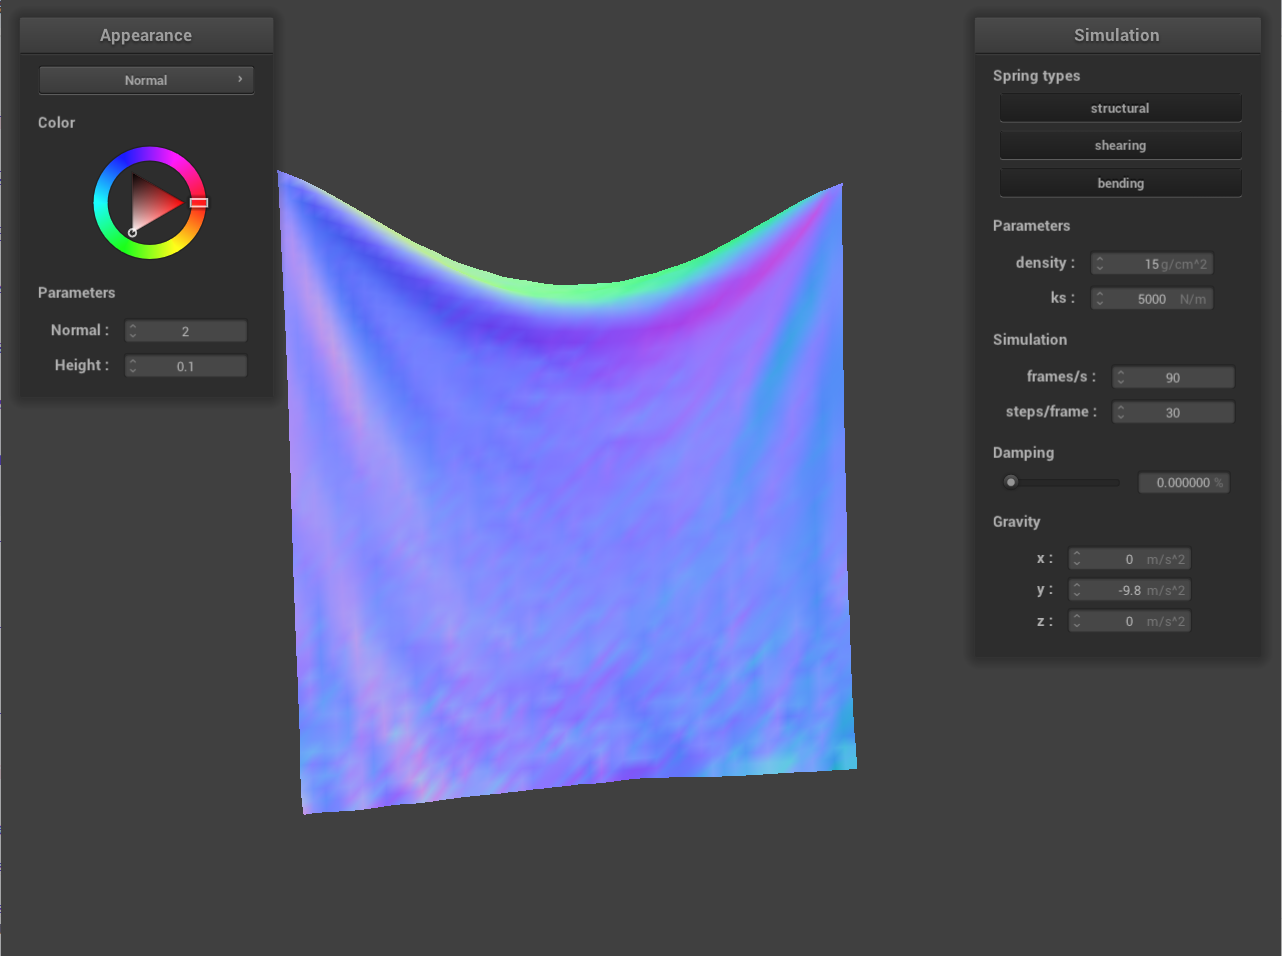 Appearance
Normal
Color
Parameters
Normal : 2
Height : 0.1
Simulation
Spring types
structural
shearing
bending
Parameters
density : 15 g/cm^2
ks : 5000 N/m
Simulation
frames/s : 90
steps/frame : 30
Damping
0.000000 %
Gravity
x : 0 m/s^2
y : -9.8 m/s^2
z : 0 m/s^2